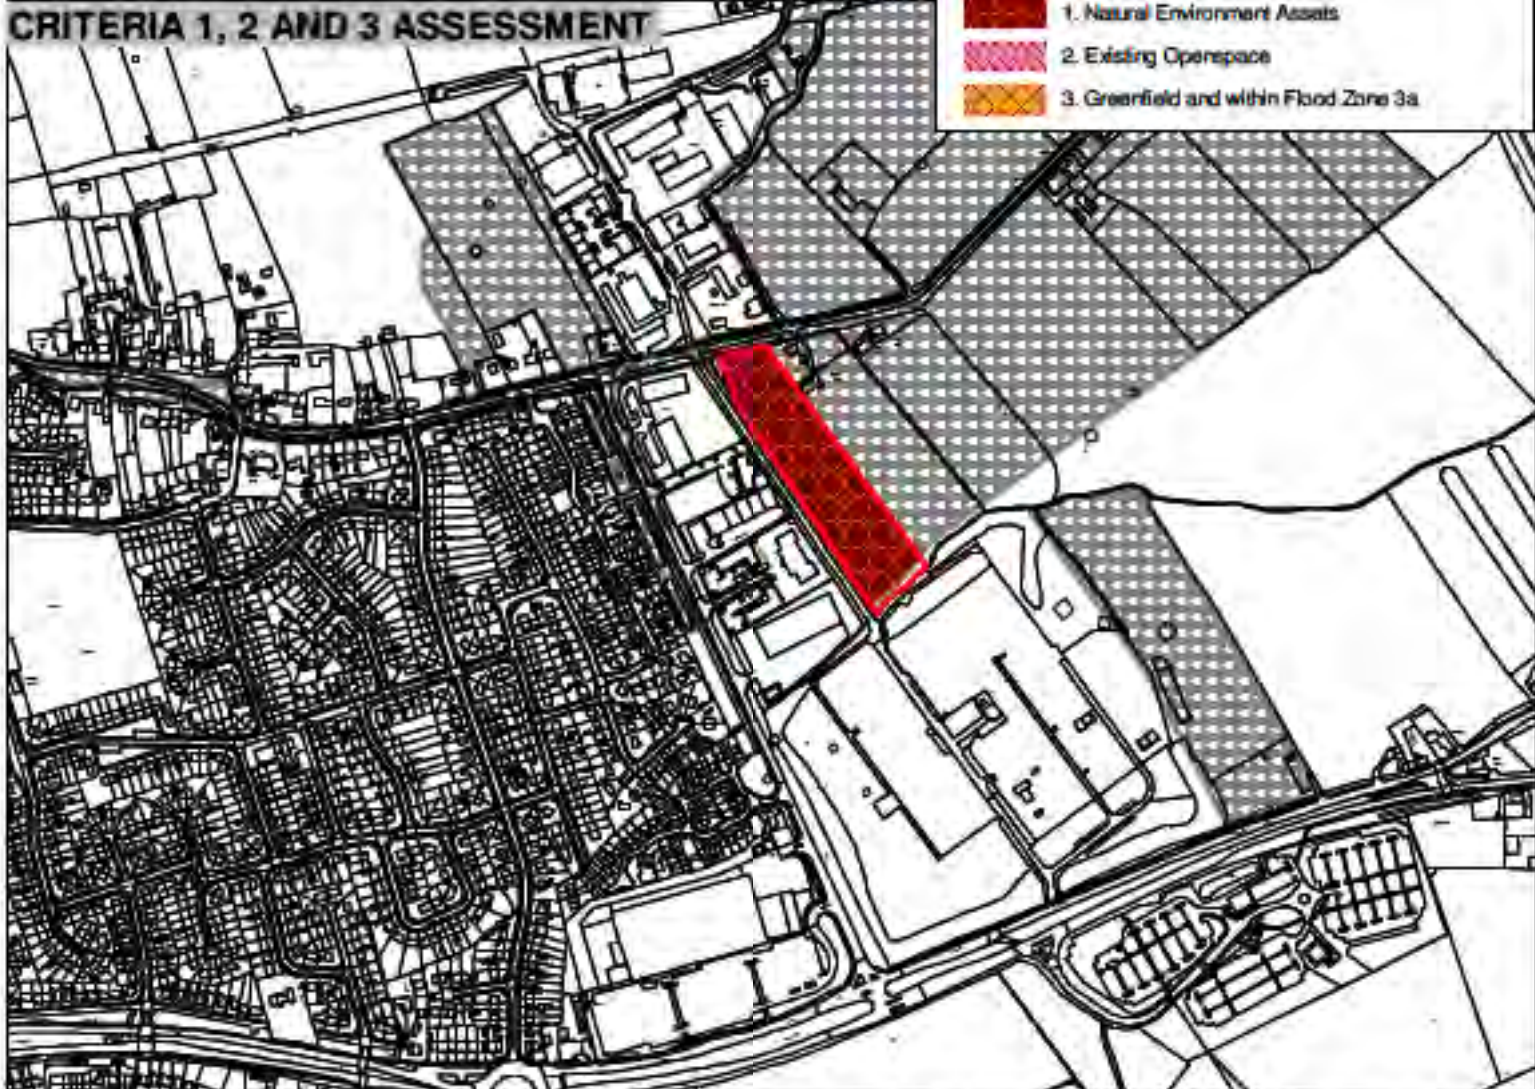 CRITERIA 1, 2 AND 3 ASSESSMENT
1. Natural Environment Assets
2. Existing Openspace
3. Greenfield and within Flood Zone 3a